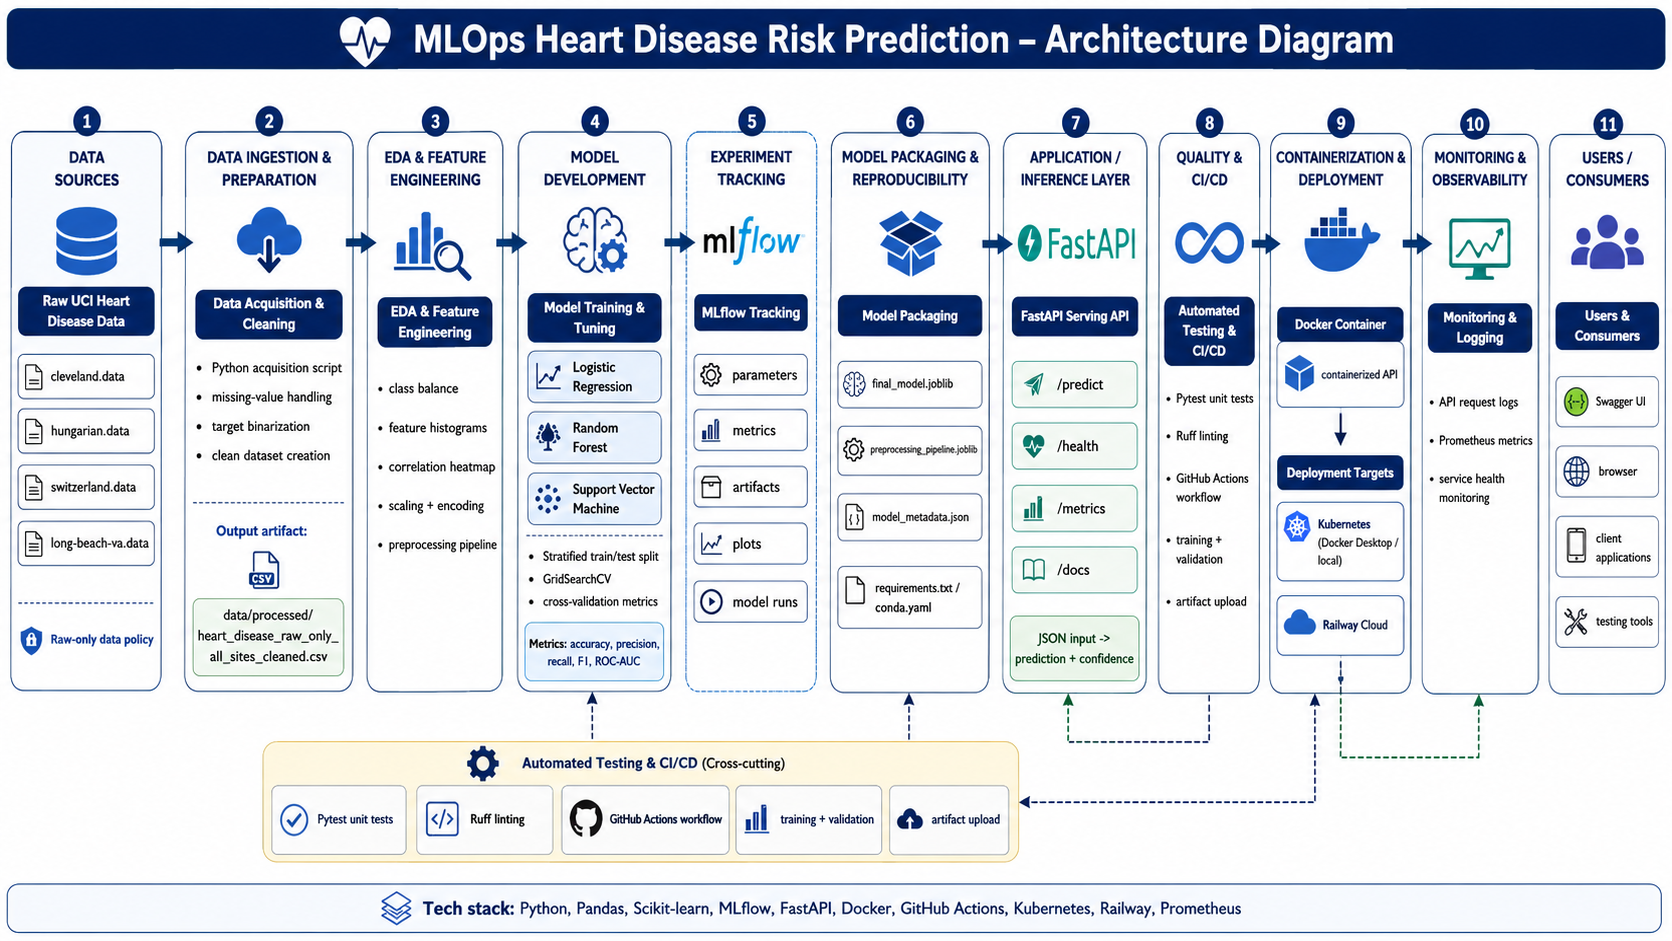 MLOps Heart Disease Risk Prediction – Architecture Diagram
1
DATA
SOURCES
Raw UCI Heart
Disease Data
cleveland.data
hungarian.data
switzerland.data
long-beach-va.data
Raw-only data policy
2
DATA INGESTION &
PREPARATION
Data Acquisition &
Cleaning
• Python acquisition script
• missing-value handling
• target binarization
• clean dataset creation
Output artifact:
CSV
data/processed/
heart_disease_raw_only_
all_sites_cleaned.csv
3
EDA & FEATURE
ENGINEERING
EDA & Feature
Engineering
• class balance
• feature histograms
• correlation heatmap
• scaling + encoding
• preprocessing pipeline
4
MODEL
DEVELOPMENT
Model Training &
Tuning
Logistic
Regression
Random
Forest
Support Vector
Machine
• Stratified train/test split
• GridSearchCV
• cross-validation metrics
Metrics: accuracy, precision,
recall, F1, ROC-AUC
5
EXPERIMENT
TRACKING
mlflow
MLflow Tracking
parameters
metrics
artifacts
plots
model runs
6
MODEL PACKAGING &
REPRODUCIBILITY
Model Packaging
final_model.joblib
preprocessing_pipeline.joblib
model_metadata.json
requirements.txt /
conda.yaml
7
APPLICATION /
INFERENCE LAYER
FastAPI
FastAPI Serving API
/predict
/health
/metrics
/docs
JSON input ->
prediction + confidence
8
QUALITY &
CI/CD
Automated
Testing &
CI/CD
• Pytest unit tests
• Ruff linting
• GitHub Actions
workflow
• training +
validation
• artifact upload
9
CONTAINERIZATION &
DEPLOYMENT
Docker Container
containerized API
Deployment Targets
Kubernetes
(Docker Desktop /
local)
Railway Cloud
10
MONITORING &
OBSERVABILITY
Monitoring &
Logging
• API request logs
• Prometheus metrics
• service health
monitoring
11
USERS /
CONSUMERS
Users &
Consumers
Swagger UI
browser
client
applications
testing tools
Automated Testing & CI/CD (Cross-cutting)
Pytest unit tests
Ruff linting
GitHub Actions workflow
training + validation
artifact upload
Tech stack: Python, Pandas, Scikit-learn, MLflow, FastAPI, Docker, GitHub Actions, Kubernetes, Railway, Prometheus